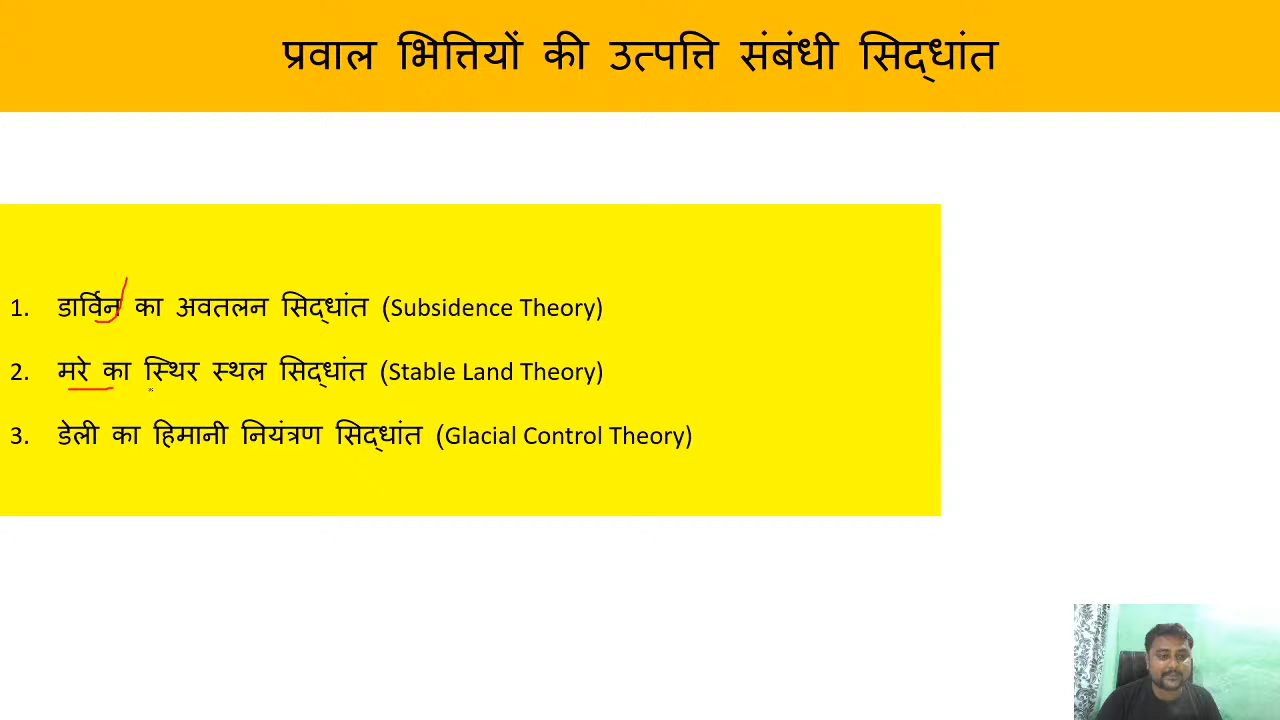 प्रवाल भित्तियों की उत्पत्ति संबंधी सिद्धांत
1. डार्विन का अवतलन सिद्धांत (Subsidence Theory)
2. मरे का स्थिर स्थल सिद्धांत (Stable Land Theory)
3. डेली का हिमानी नियंत्रण सिद्धांत (Glacial Control Theory)